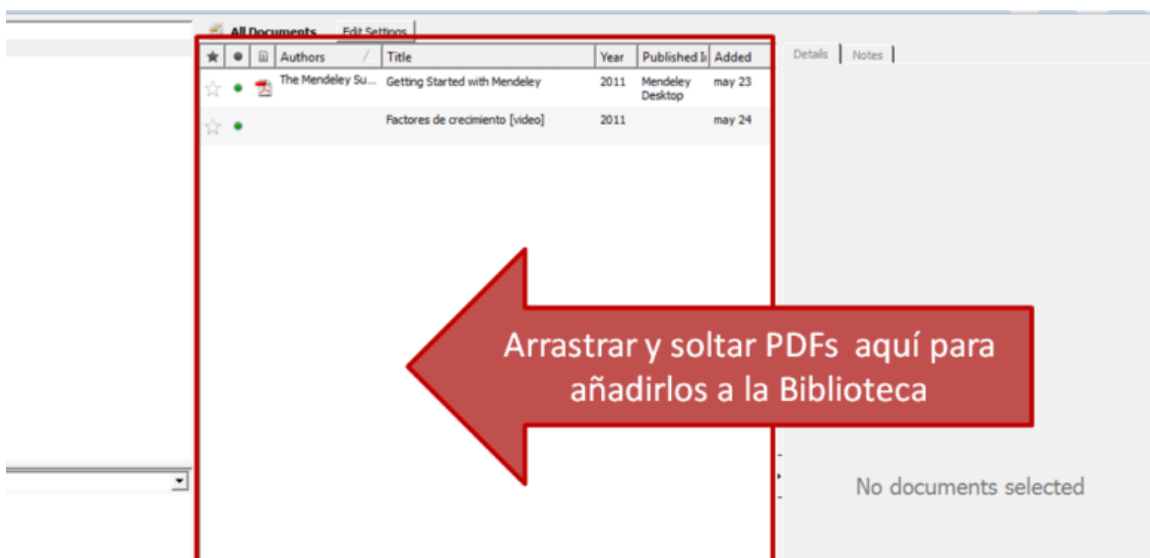 All Documents Edit Settings
Authors Title Year Published I Added Details Notes
The Mendeley Su... Getting Started with Mendeley 2011 Mendeley Desktop may 23
Factores de crecimiento [video] 2011 may 24
Arrastrar y soltar PDFs aquí para
añadirlos a la Biblioteca
No documents selected